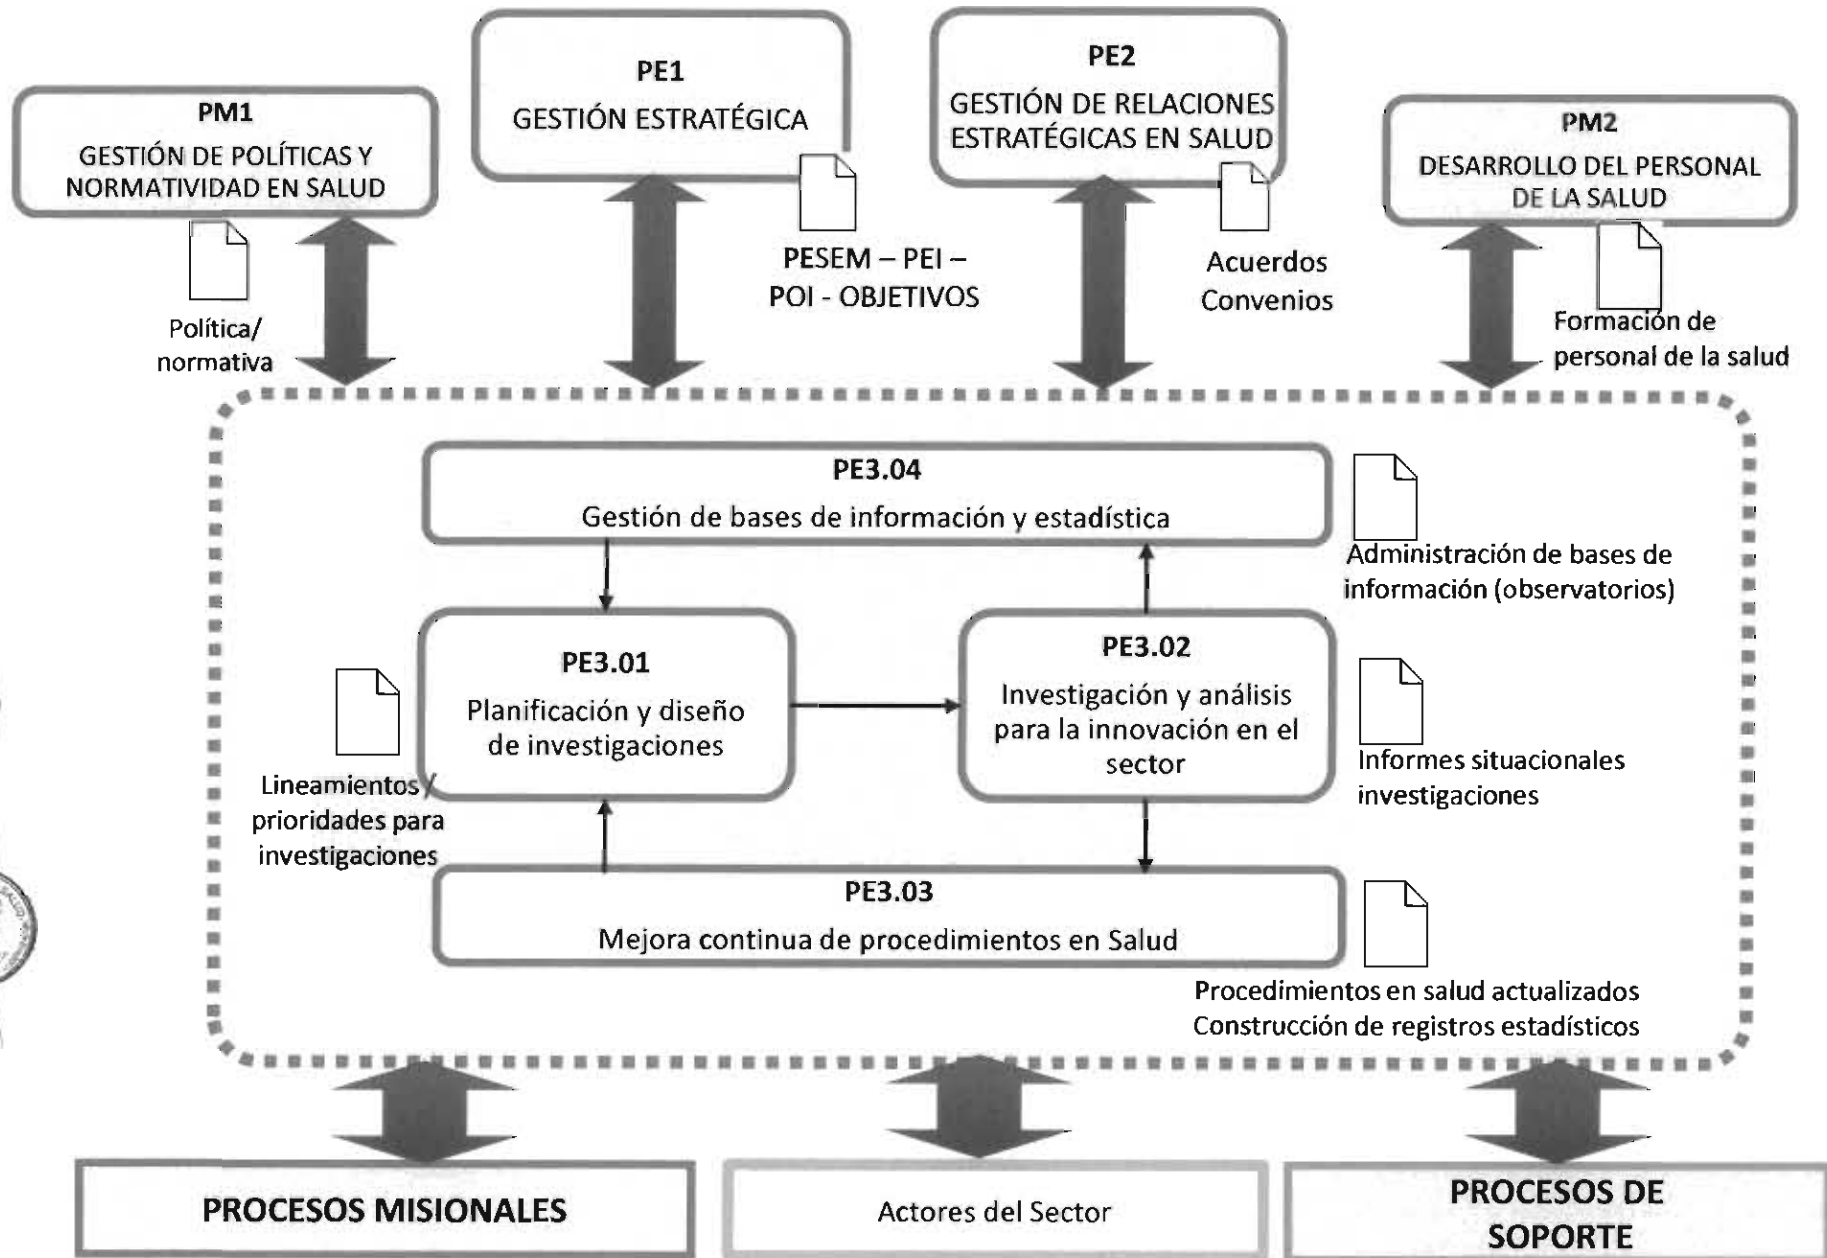 PM1
GESTIÓN DE POLÍTICAS Y
NORMATIVIDAD EN SALUD
PE1
GESTIÓN ESTRATÉGICA
PE2
GESTIÓN DE RELACIONES
ESTRATÉGICAS EN SALUD
PM2
DESARROLLO DEL PERSONAL
DE LA SALUD
Política/
normativa
PESEM – PEI –
POI - OBJETIVOS
Acuerdos
Convenios
Formación de
personal de la salud
PE3.04
Gestión de bases de información y estadística
Administración de bases de
información (observatorios)
PE3.01
Planificación y diseño
de investigaciones
PE3.02
Investigación y análisis
para la innovación en el
sector
Lineamientos /
prioridades para
investigaciones
Informes situacionales
investigaciones
PE3.03
Mejora continua de procedimientos en Salud
Procedimientos en salud actualizados
Construcción de registros estadísticos
PROCESOS MISIONALES
Actores del Sector
PROCESOS DE
SOPORTE